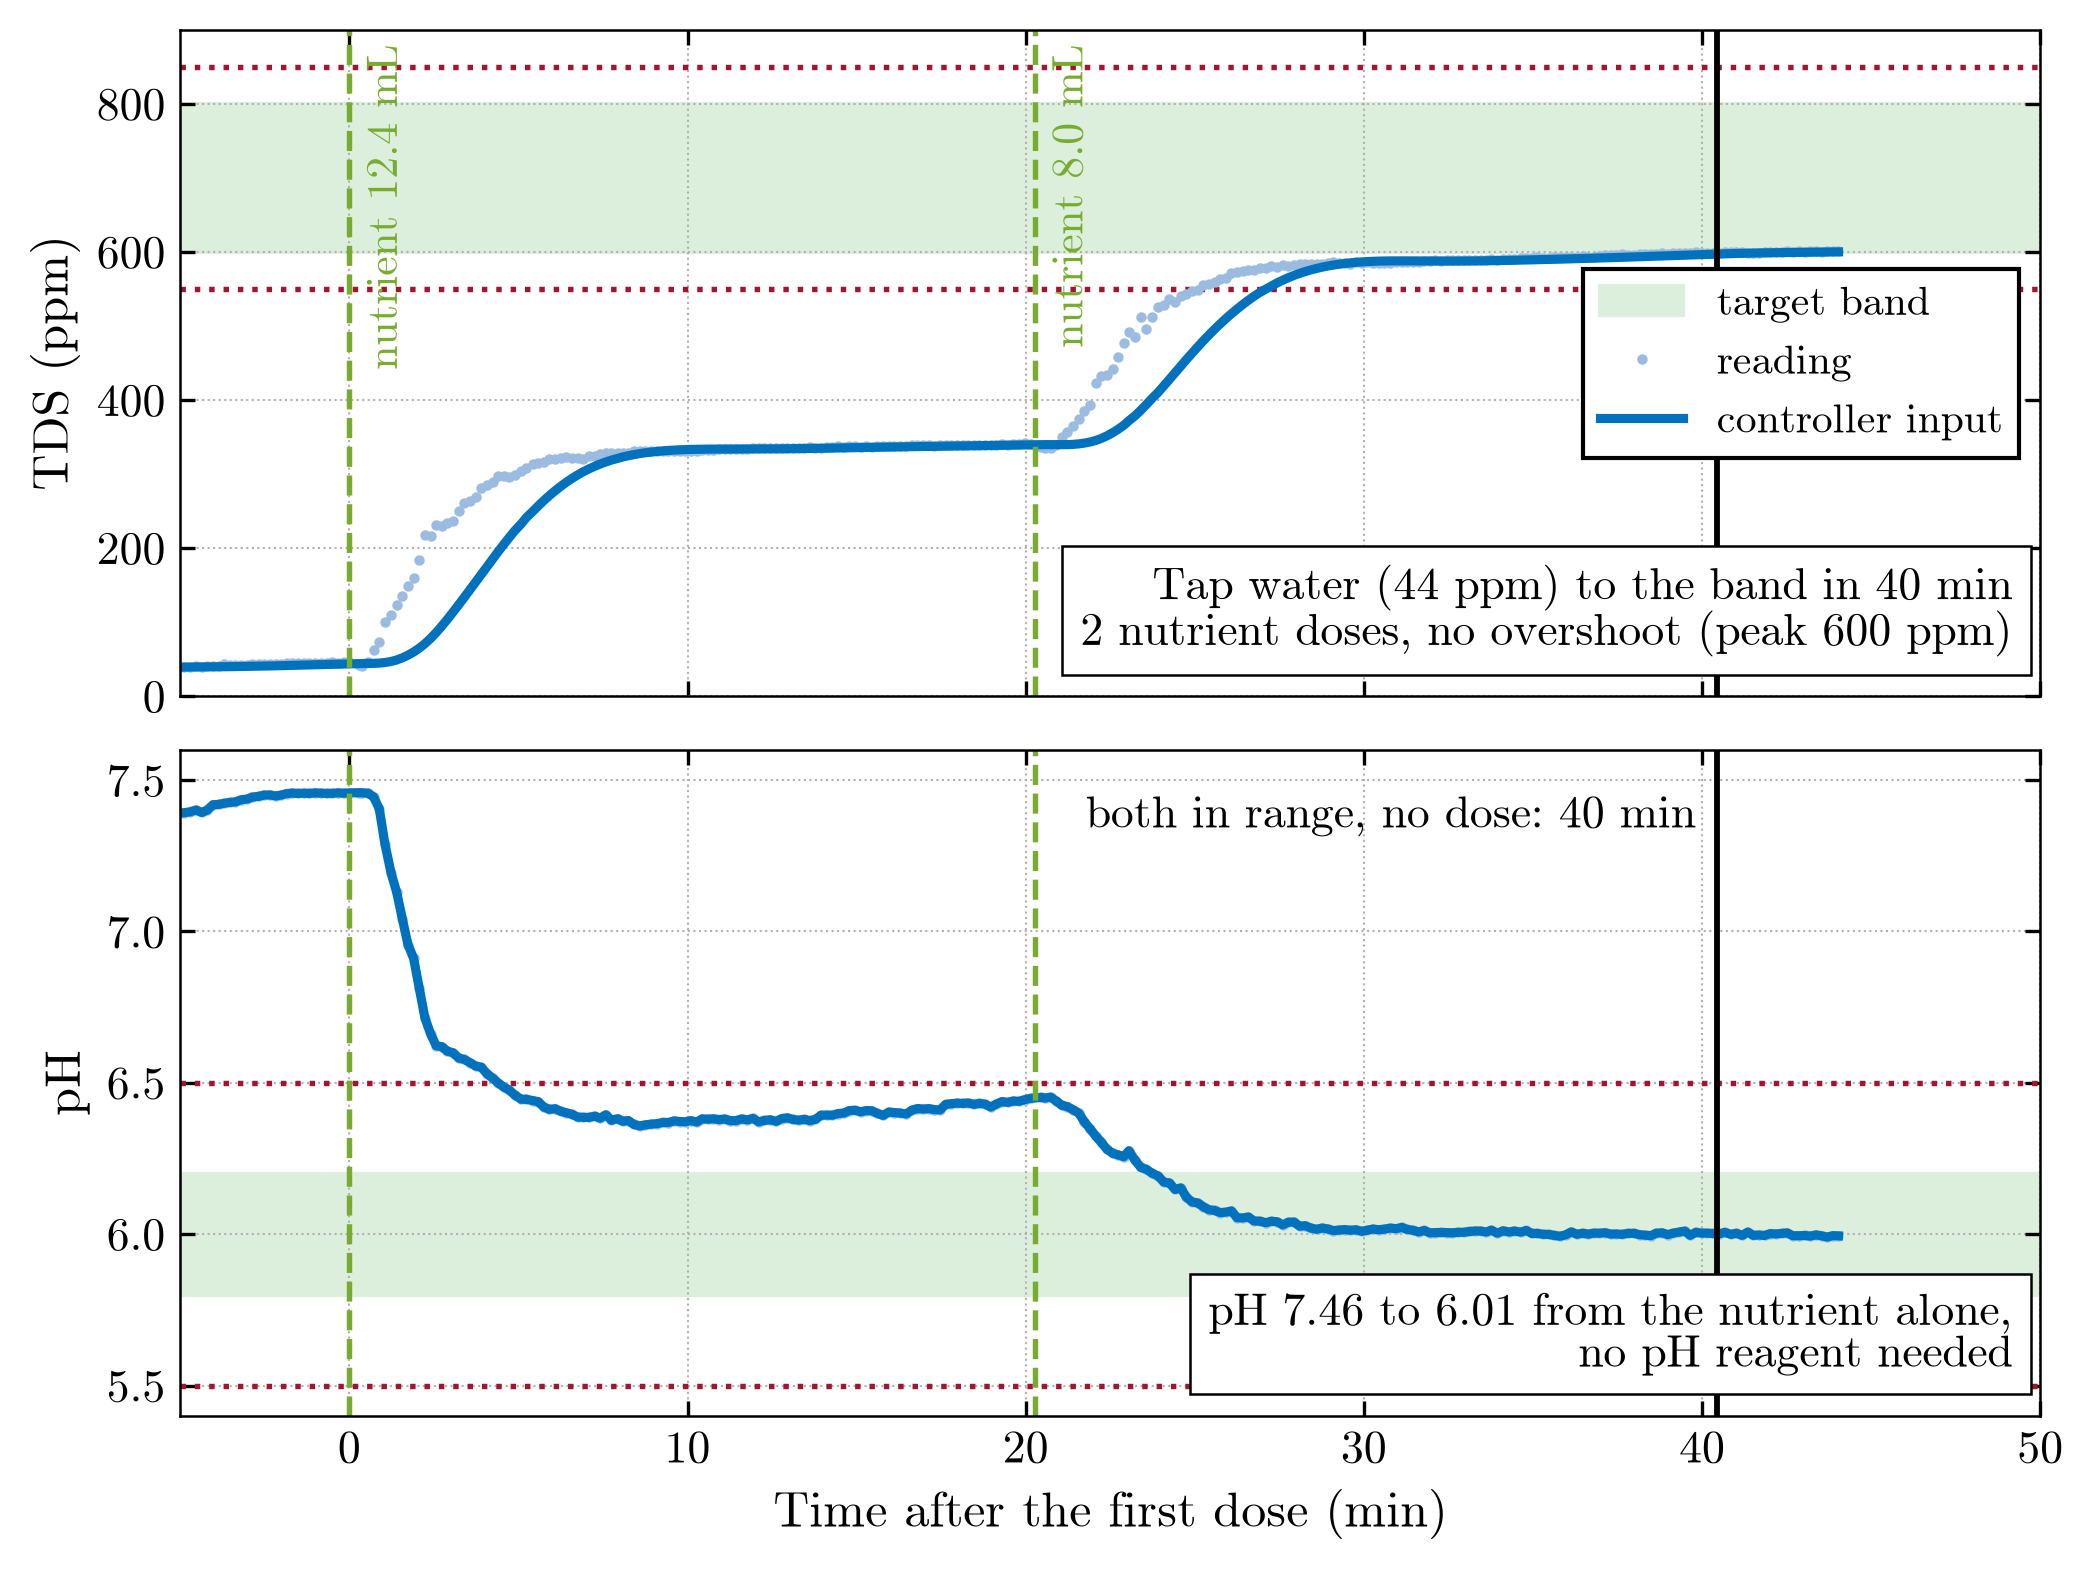 TDS (ppm)
800
600
400
200
0
nutrient 12.4 mL
nutrient 8.0 mL
target band
reading
controller input
Tap water (44 ppm) to the band in 40 min
2 nutrient doses, no overshoot (peak 600 ppm)
pH
7.5
7.0
6.5
6.0
5.5
both in range, no dose: 40 min
pH 7.46 to 6.01 from the nutrient alone,
no pH reagent needed
0 10 20 30 40 50
Time after the first dose (min)